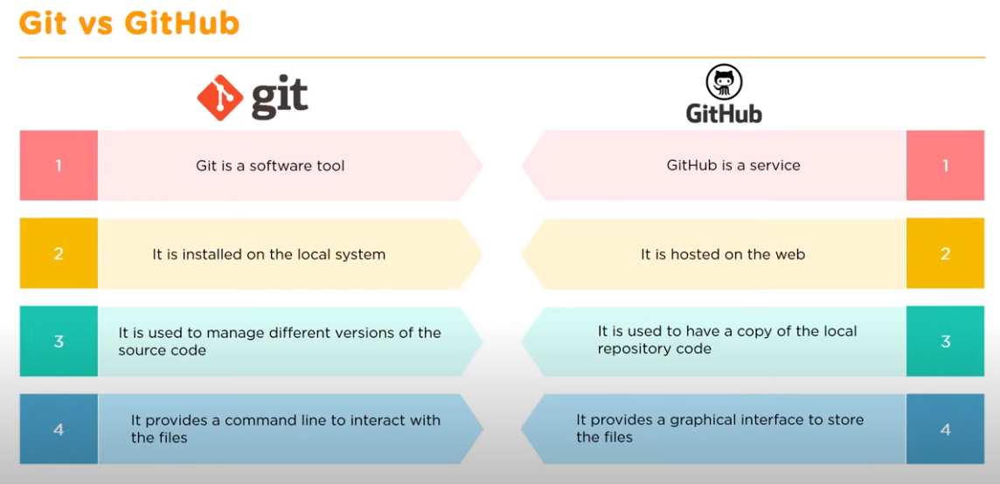 Git vs GitHub
git
GitHub
1
Git is a software tool
GitHub is a service
1
2
It is installed on the local system
It is hosted on the web
2
3
It is used to manage different versions of the
source code
It is used to have a copy of the local
repository code
3
4
It provides a command line to interact with
the files
It provides a graphical interface to store
the files
4